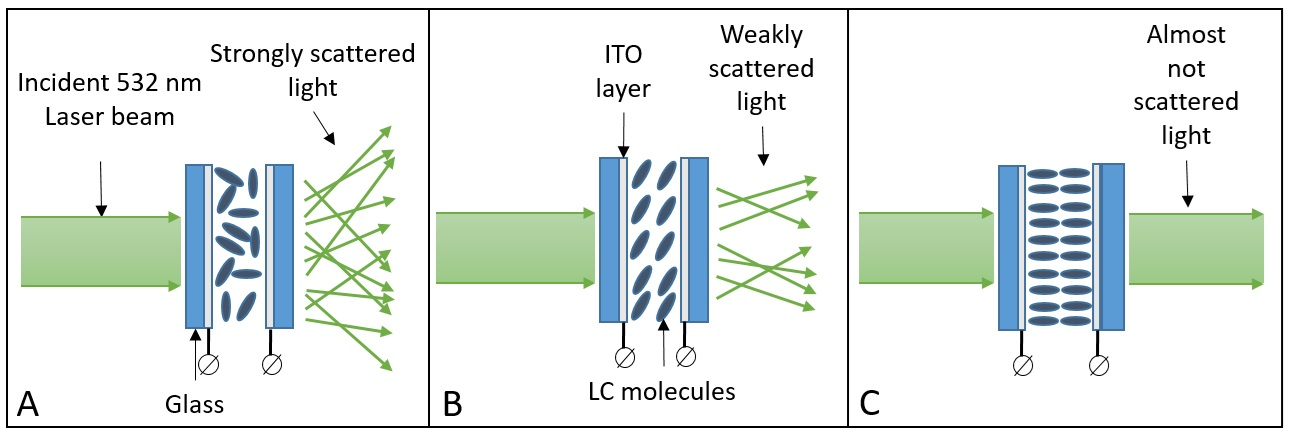 Incident 532 nm
Laser beam
Strongly scattered
light
Glass
A
ITO
layer
Weakly
scattered
light
LC molecules
B
Almost
not
scattered
light
C